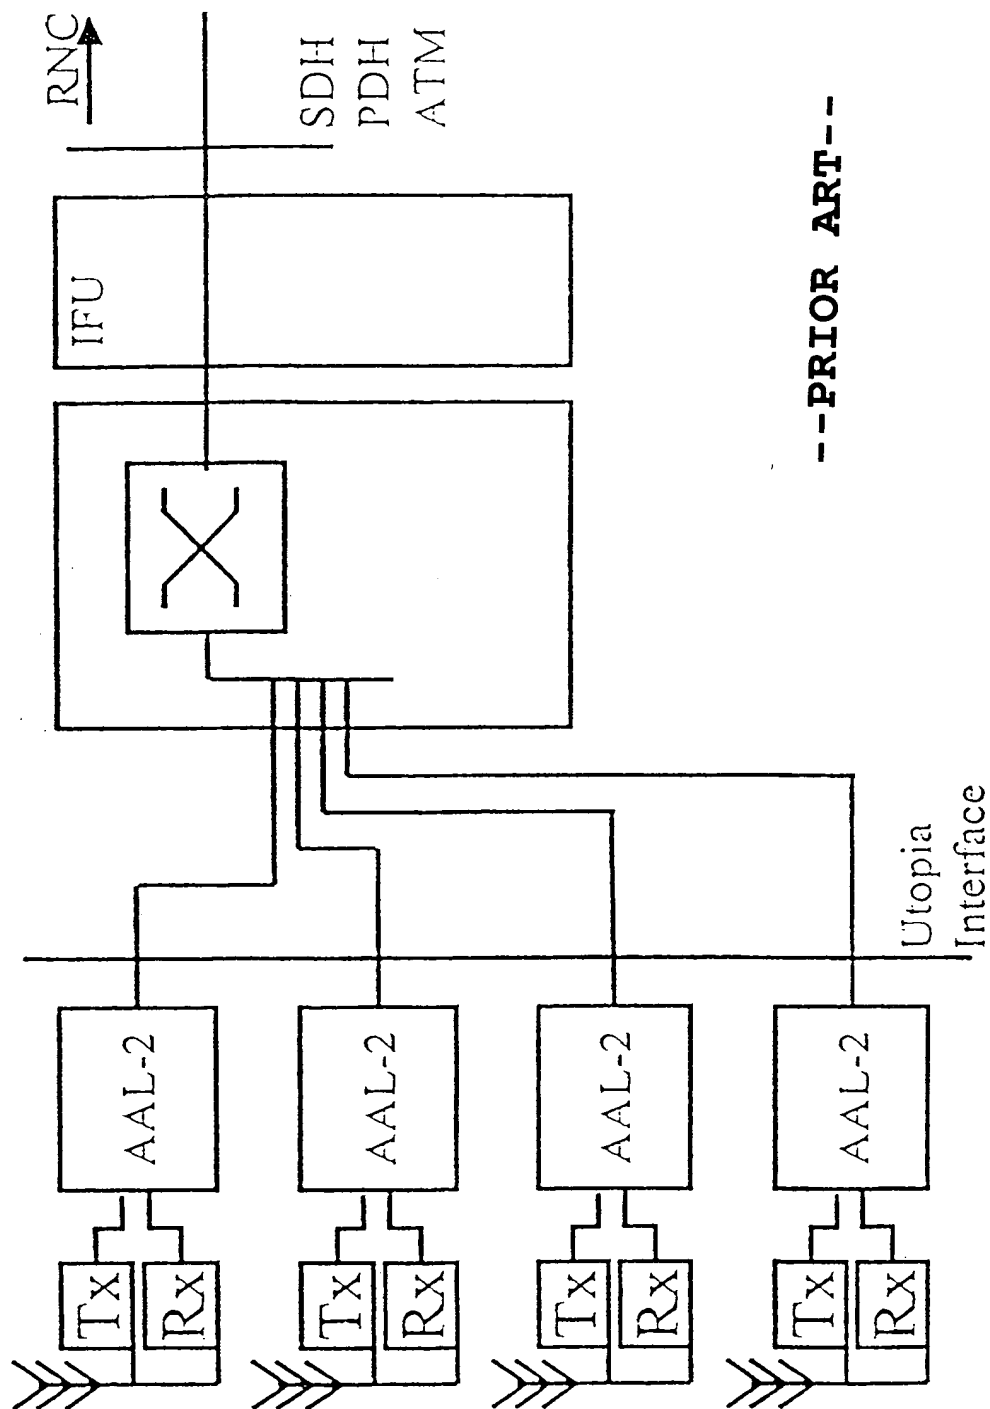 RNC
SDH
PDH
ATM
IFU
--PRIOR ART--
Utopia
Interface
AAL-2
AAL-2
AAL-2
AAL-2
Tx
Rx
Tx
Rx
Tx
Rx
Tx
Rx